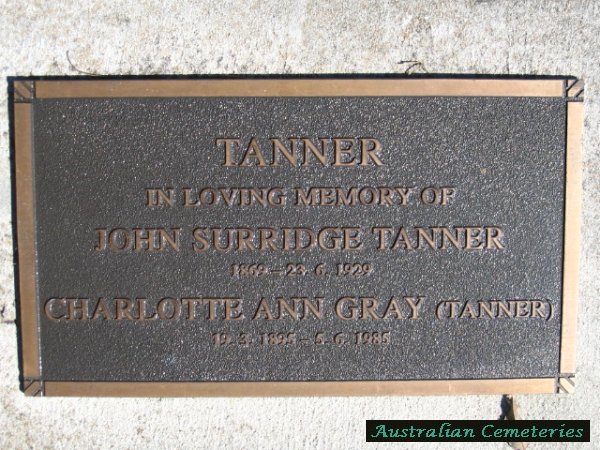 TANNER
IN LOVING MEMORY OF
JOHN SURRIDGE TANNER
1869 – 23. 6. 1929
CHARLOTTE ANN GRAY (TANNER)
19. 3. 1895 – 5. 6. 1985
Australian Cemeteries